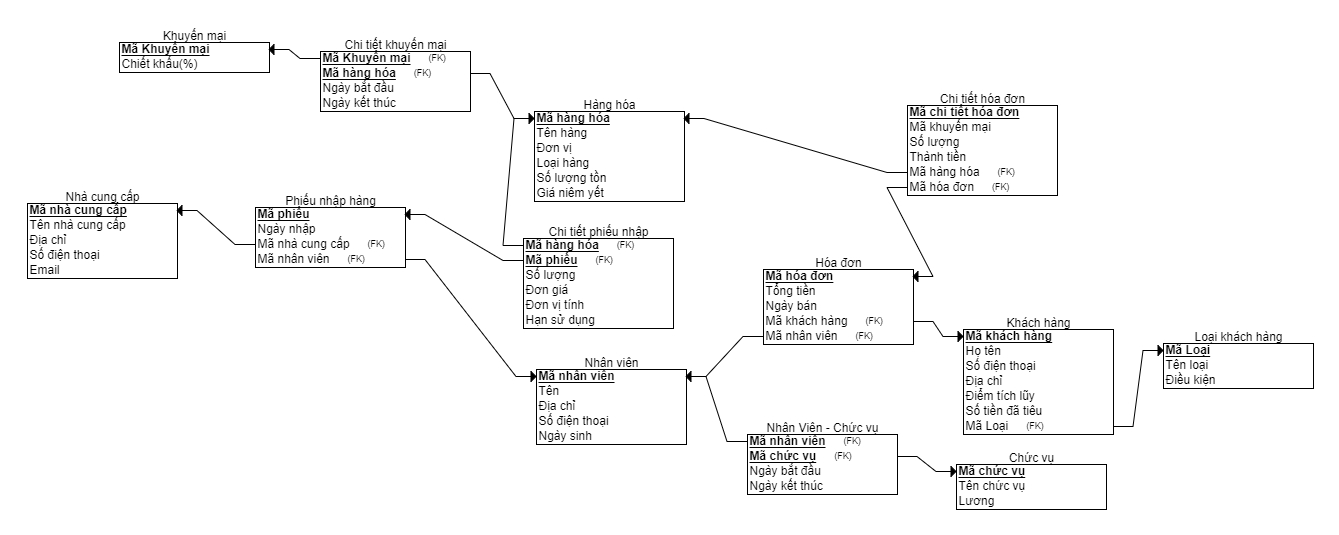 Khuyến mại
Mã Khuyến mại
Chiết khấu(%)
Chi tiết khuyến mại
Mã Khuyến mại (FK)
Mã hàng hóa (FK)
Ngày bắt đầu
Ngày kết thúc
Hàng hóa
Mã hàng hóa
Tên hàng
Đơn vị
Loại hàng
Số lượng tồn
Giá niêm yết
Chi tiết hóa đơn
Mã chi tiết hóa đơn
Mã khuyến mại
Số lượng
Thành tiền
Mã hàng hóa (FK)
Mã hóa đơn (FK)
Nhà cung cấp
Mã nhà cung cấp
Tên nhà cung cấp
Địa chỉ
Số điện thoại
Email
Phiếu nhập hàng
Mã phiếu
Ngày nhập
Mã nhà cung cấp (FK)
Mã nhân viên (FK)
Chi tiết phiếu nhập
Mã hàng hóa (FK)
Mã phiếu (FK)
Số lượng
Đơn giá
Đơn vị tính
Hạn sử dụng
Hóa đơn
Mã hóa đơn
Tổng tiền
Ngày bán
Mã khách hàng (FK)
Mã nhân viên (FK)
Khách hàng
Mã khách hàng
Họ tên
Số điện thoại
Địa chỉ
Điểm tích lũy
Số tiền đã tiêu
Mã Loại (FK)
Loại khách hàng
Mã Loại
Tên loại
Điều kiện
Nhân viên
Mã nhân viên
Tên
Địa chỉ
Số điện thoại
Ngày sinh
Nhân Viên - Chức vụ
Mã nhân viên (FK)
Mã chức vụ (FK)
Ngày bắt đầu
Ngày kết thúc
Chức vụ
Mã chức vụ
Tên chức vụ
Lương